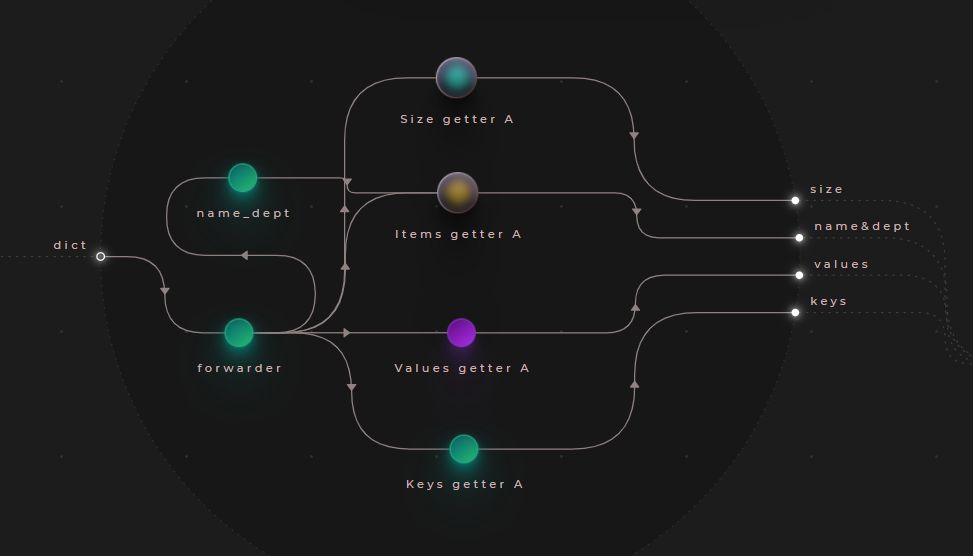 Size getter A
name_dept
size
name&dept
Items getter A
dict
values
keys
forwarder
Values getter A
Keys getter A